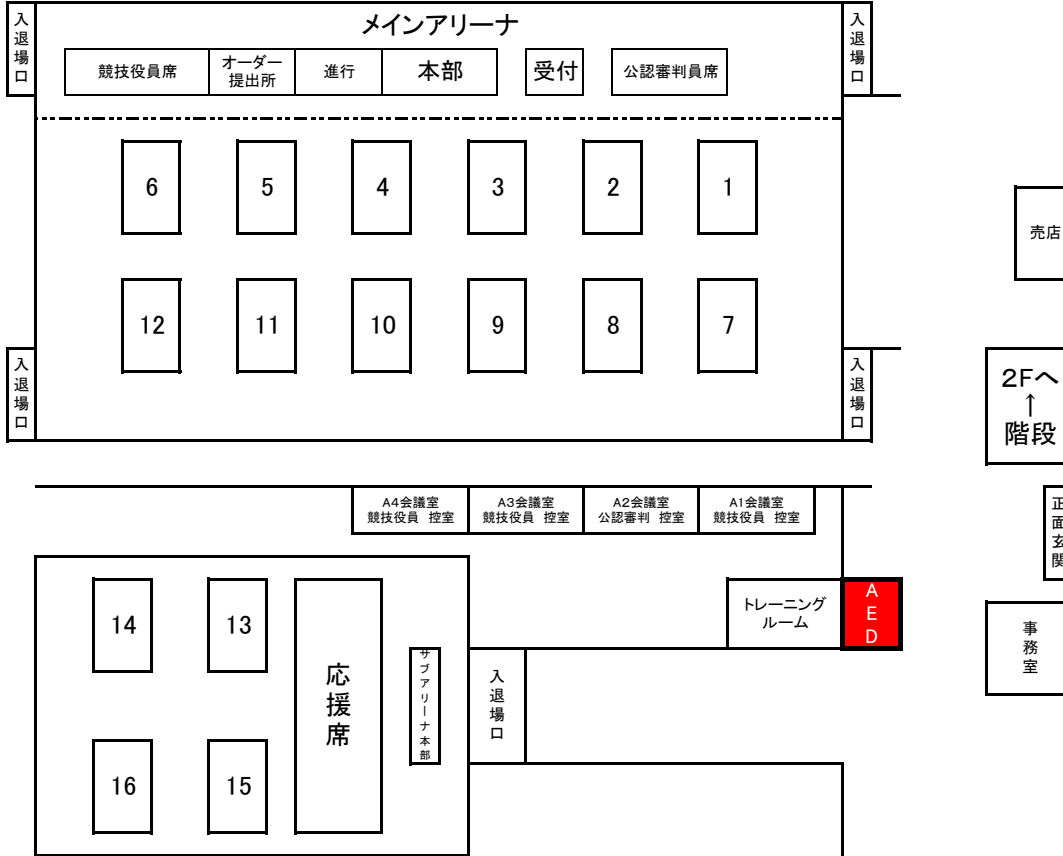 メインアリーナ
入退場口
入退場口
競技役員席
オーダー
提出所
進行
本部
受付
公認審判員席
6
5
4
3
2
1
売店
12
11
10
9
8
7
入退場口
入退場口
2Fへ
↑
階段
A4会議室
競技役員 控室
A3会議室
競技役員 控室
A2会議室
公認審判 控室
A1会議室
競技役員 控室
正面玄関
14
13
応援席
サブアリーナ本部
入退場口
トレーニング
ルーム
AED
事務室
16
15